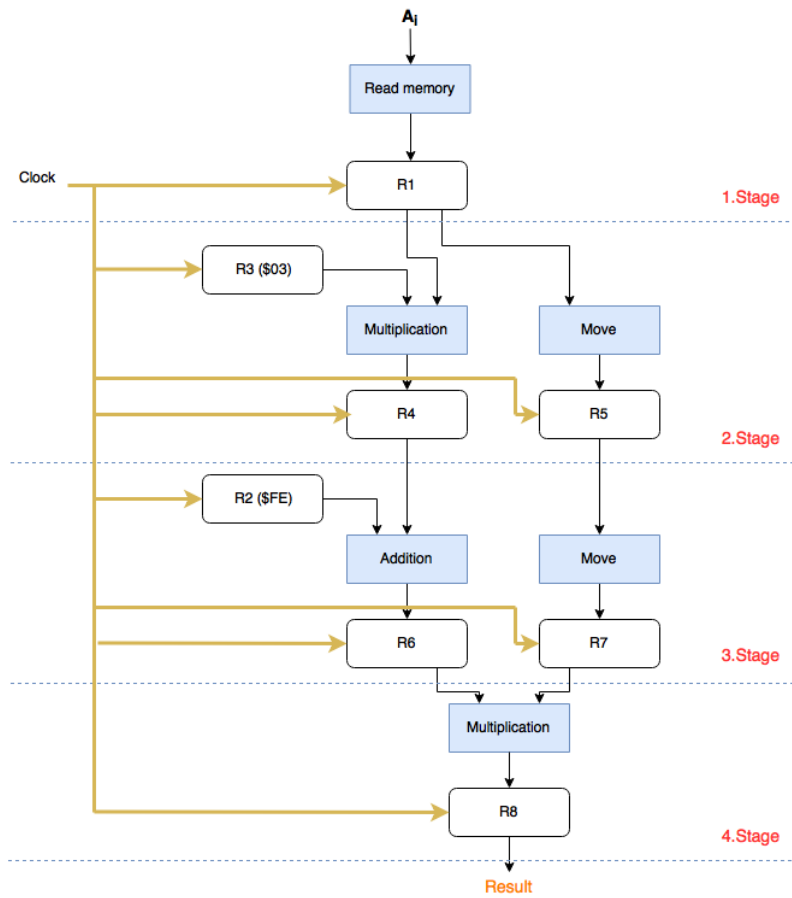 Ai
Read memory
Clock
R1
1.Stage
R3 ($03)
Multiplication
Move
R4
R5
2.Stage
R2 ($FE)
Addition
Move
R6
R7
3.Stage
Multiplication
R8
4.Stage
Result